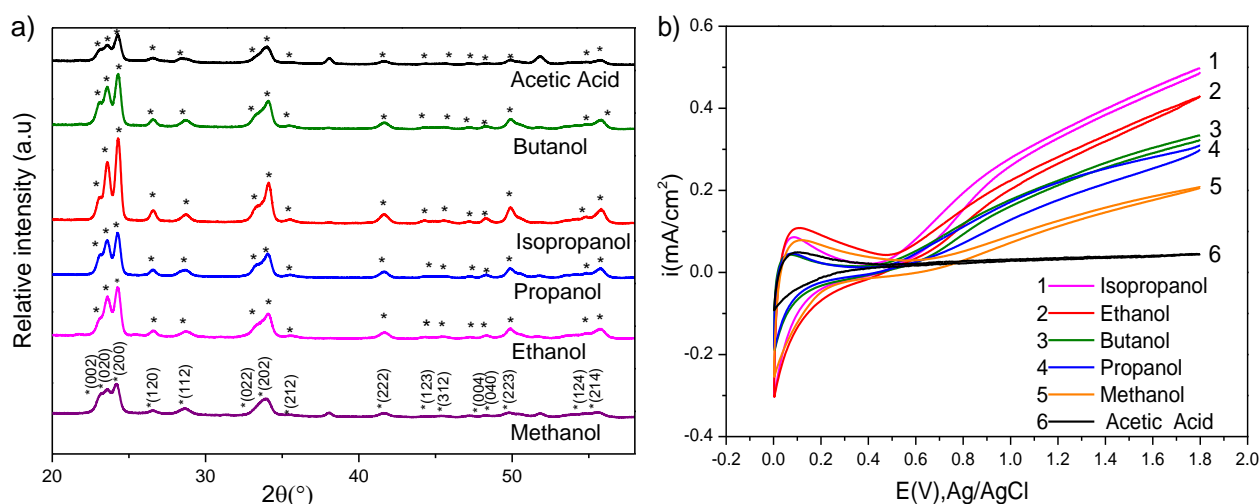 a)
Relative intensity (a.u)
* * * * * * * * * * * * * * * *
Acetic Acid
* * * * * * * * * * * * * * * *
Butanol
* * * * * * * * * * * * * * * *
Isopropanol
* * * * * * * * * * * * * * * *
Propanol
* * * * * * * * * * * * * * * *
Ethanol
*(002)
*(020)
*(200)
*(120)
*(112)
*(022)
*(202)
*(212)
*(222)
*(123)
*(312)
*(004)
*(040)
*(223)
*(124)
*(214)
Methanol
20 30 40 50
2θ(°)
b)
i(mA/cm²)
0.6
0.4
0.2
0.0
-0.2
-0.4
1
2
3
4
5
6
1 Isopropanol
2 Ethanol
3 Butanol
4 Propanol
5 Methanol
6 Acetic Acid
0.0 0.2 0.4 0.6 0.8 1.0 1.2 1.4 1.6 1.8 2.0
E(V),Ag/AgCl